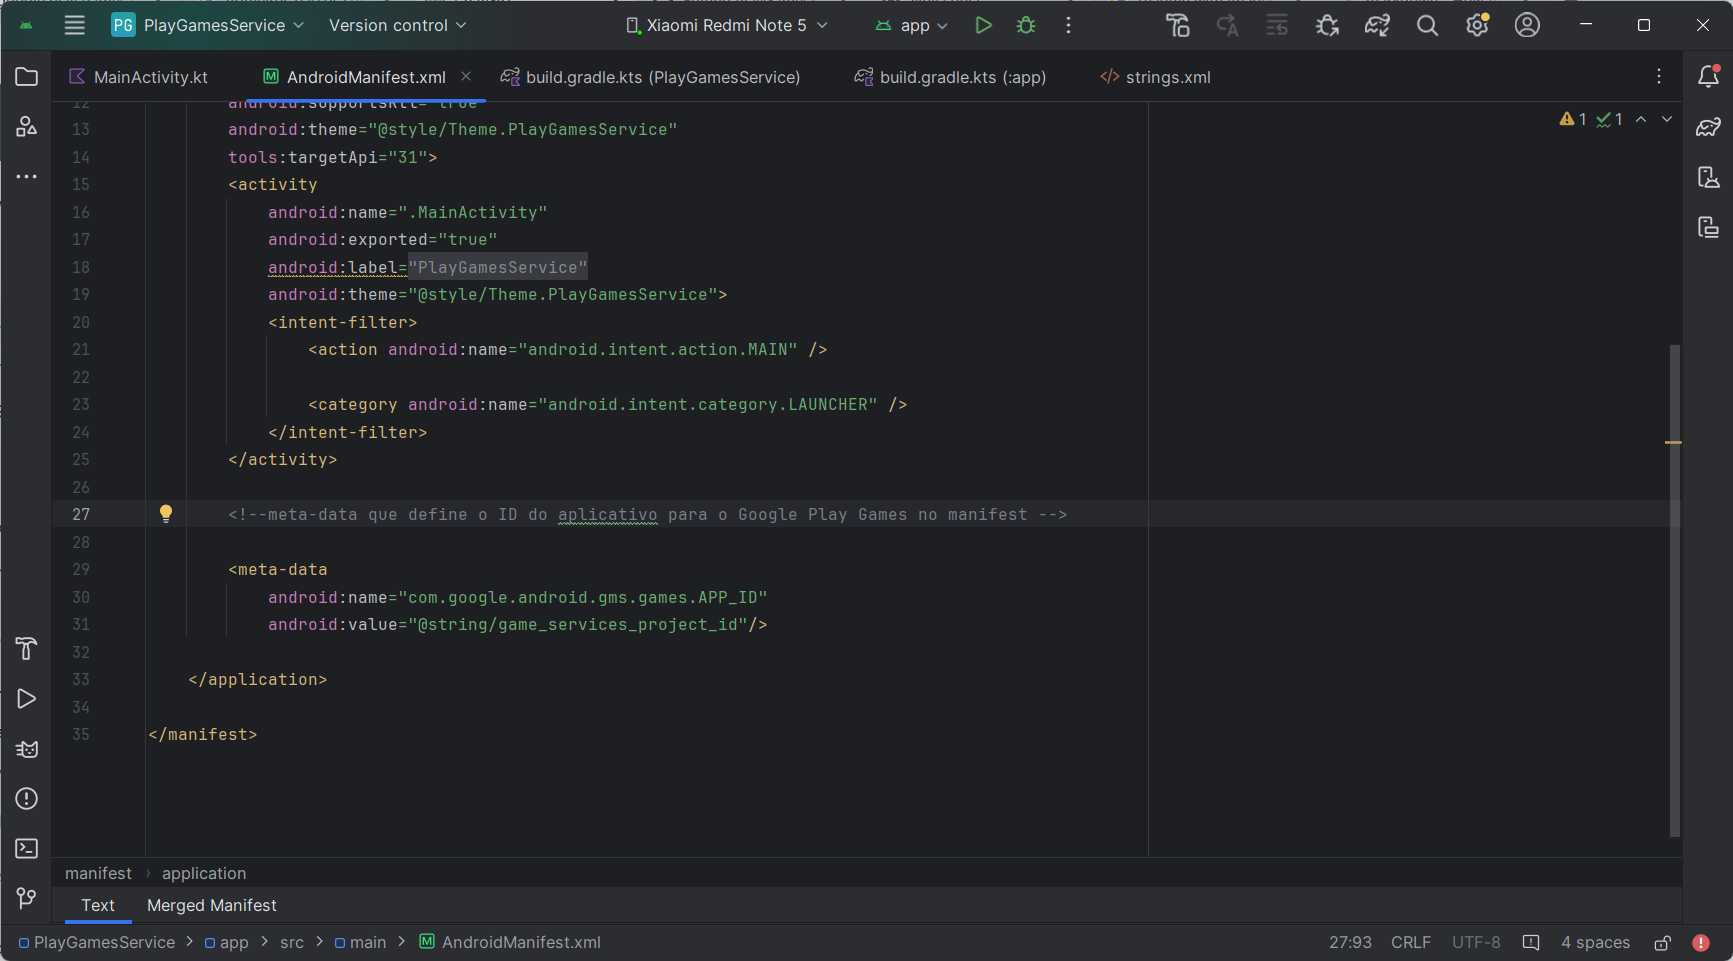 PG PlayGamesService Version control Xiaomi Redmi Note 5 app
MainActivity.kt AndroidManifest.xml build.gradle.kts (PlayGamesService) build.gradle.kts (:app) strings.xml
12 android:supportsRtl="true"
13 android:theme="@style/Theme.PlayGamesService"
14 tools:targetApi="31">
15 <activity
16 android:name=".MainActivity"
17 android:exported="true"
18 android:label="PlayGamesService"
19 android:theme="@style/Theme.PlayGamesService">
20 <intent-filter>
21 <action android:name="android.intent.action.MAIN" />
22
23 <category android:name="android.intent.category.LAUNCHER" />
24 </intent-filter>
25 </activity>
26
27 <!--meta-data que define o ID do aplicativo para o Google Play Games no manifest -->
28
29 <meta-data
30 android:name="com.google.android.gms.games.APP_ID"
31 android:value="@string/game_services_project_id"/>
32
33 </application>
34
35 </manifest>
1 1
manifest › application
Text Merged Manifest
PlayGamesService > app > src > main > AndroidManifest.xml 27:93 CRLF UTF-8 4 spaces